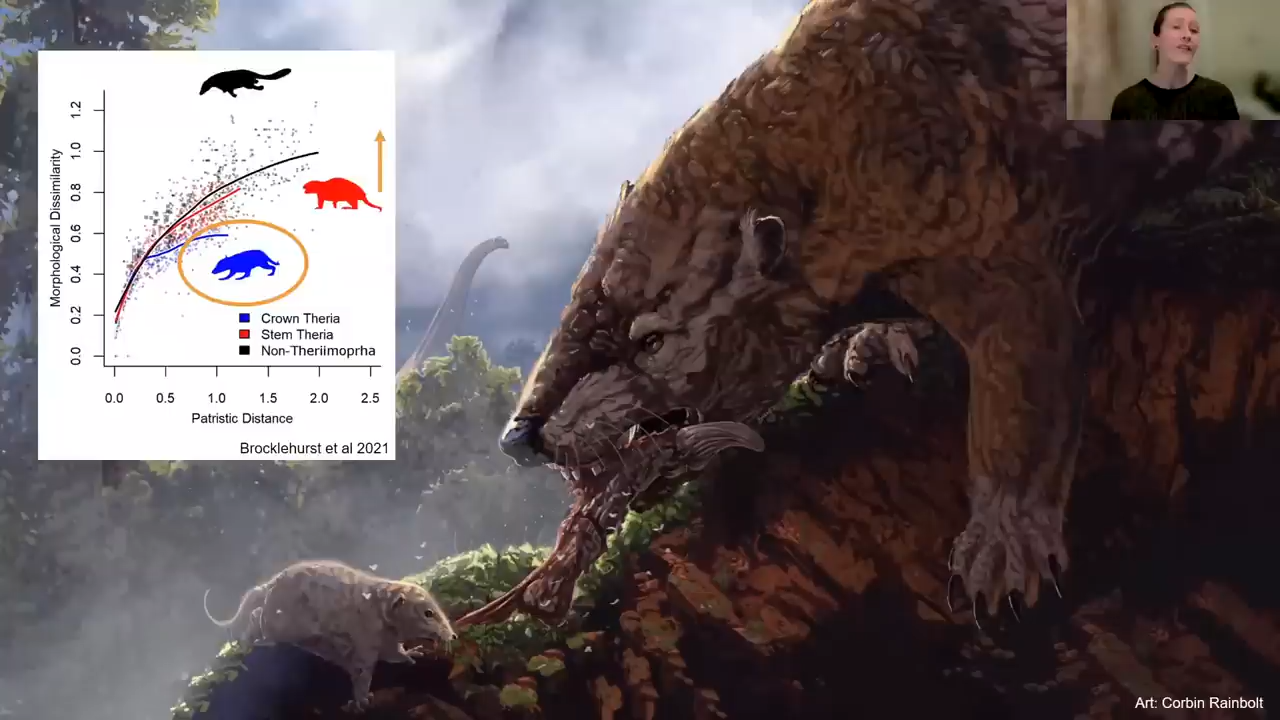 1.2
1.0
0.8
0.6
0.4
0.2
0.0
Morphological Dissimilarity
Crown Theria
Stem Theria
Non-Theriimoprha
0.0 0.5 1.0 1.5 2.0 2.5
Patristic Distance
Brocklehurst et al 2021
Art: Corbin Rainbolt